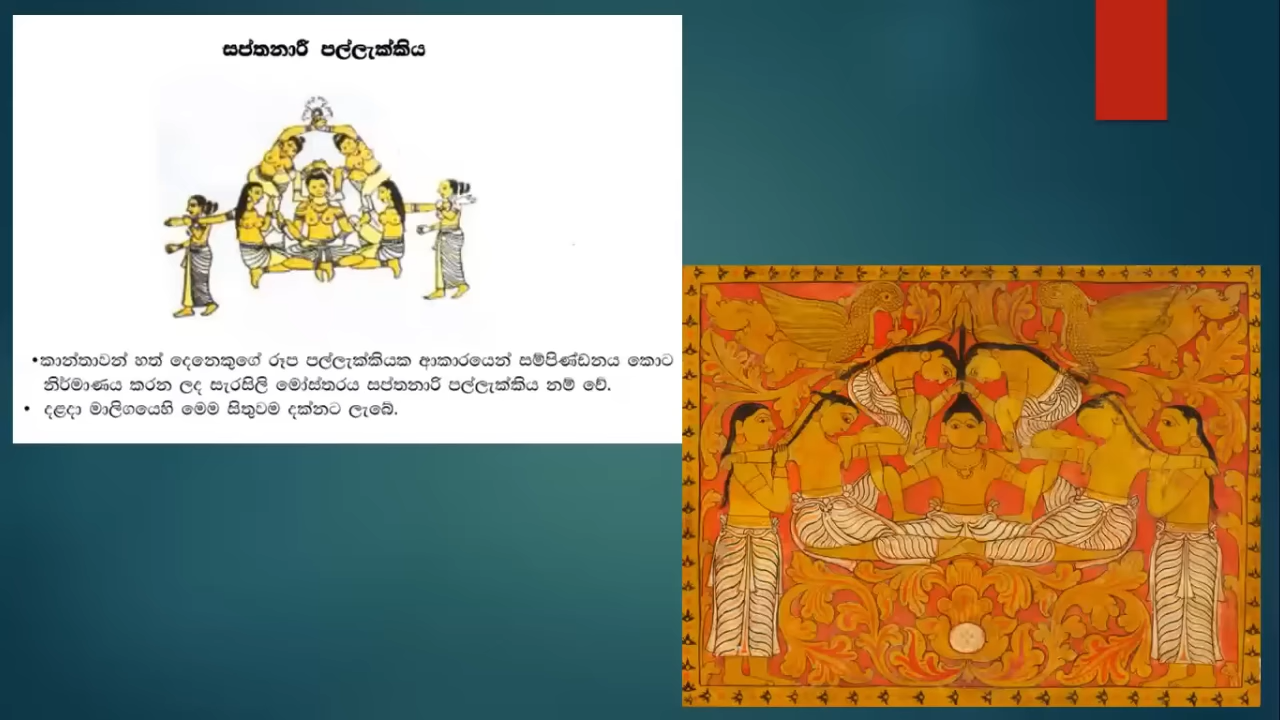 සප්තනාරී පල්ලැක්කිය
•කාන්තාවන් හත් දෙනෙකුගේ රූප පල්ලැක්කියක ආකාරයෙන් සම්පිණ්ඩනය කොට
නිර්මාණය කරන ලද සැරසිලි මෝස්තරය සප්තනාරී පල්ලැක්කිය නම් වේ.
• දළදා මාලිගයෙහි මෙම සිතුවම දක්නට ලැබේ.